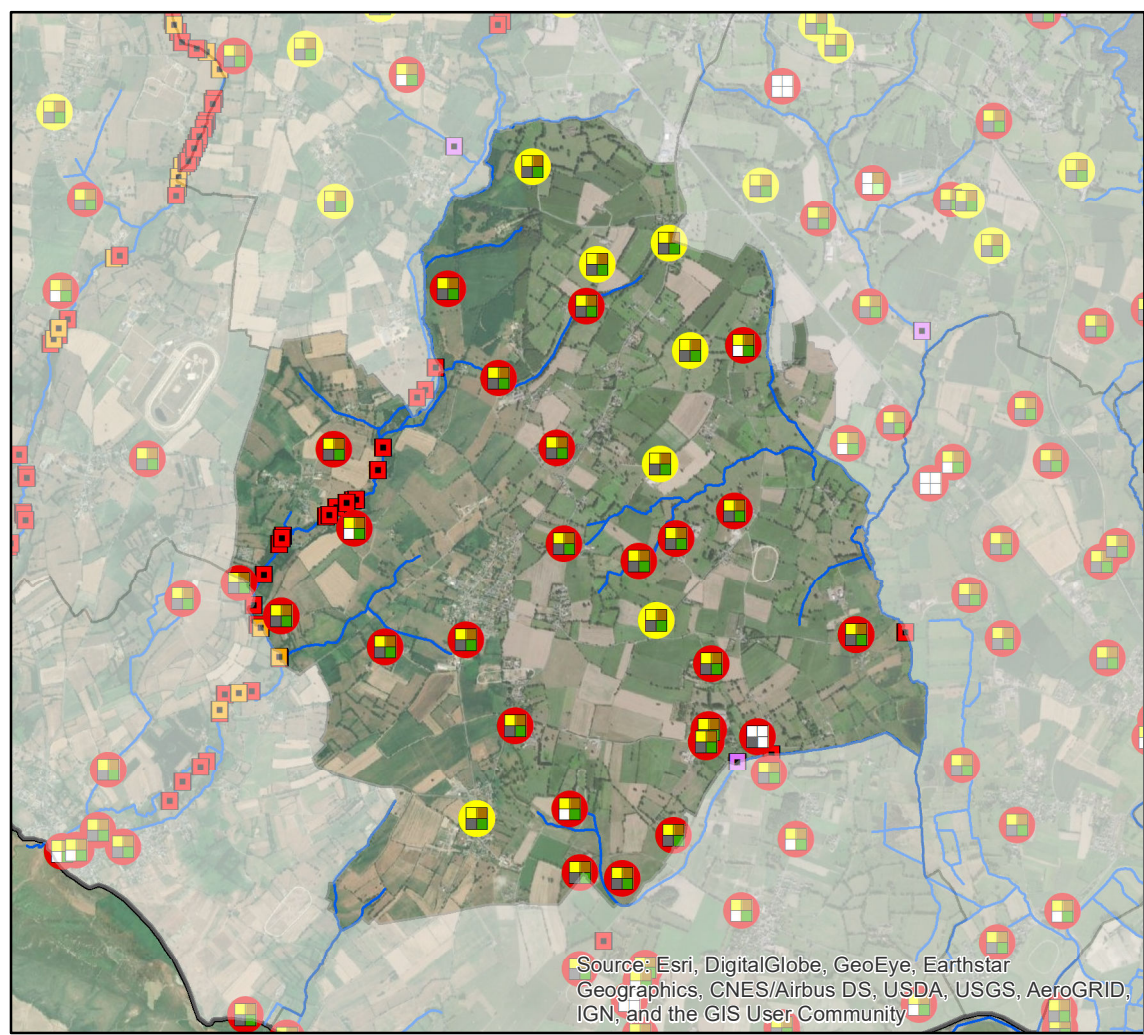 Source: Esri, DigitalGlobe, GeoEye, Earthstar
Geographics, CNES/Airbus DS, USDA, USGS, AeroGRID,
IGN, and the GIS User Community